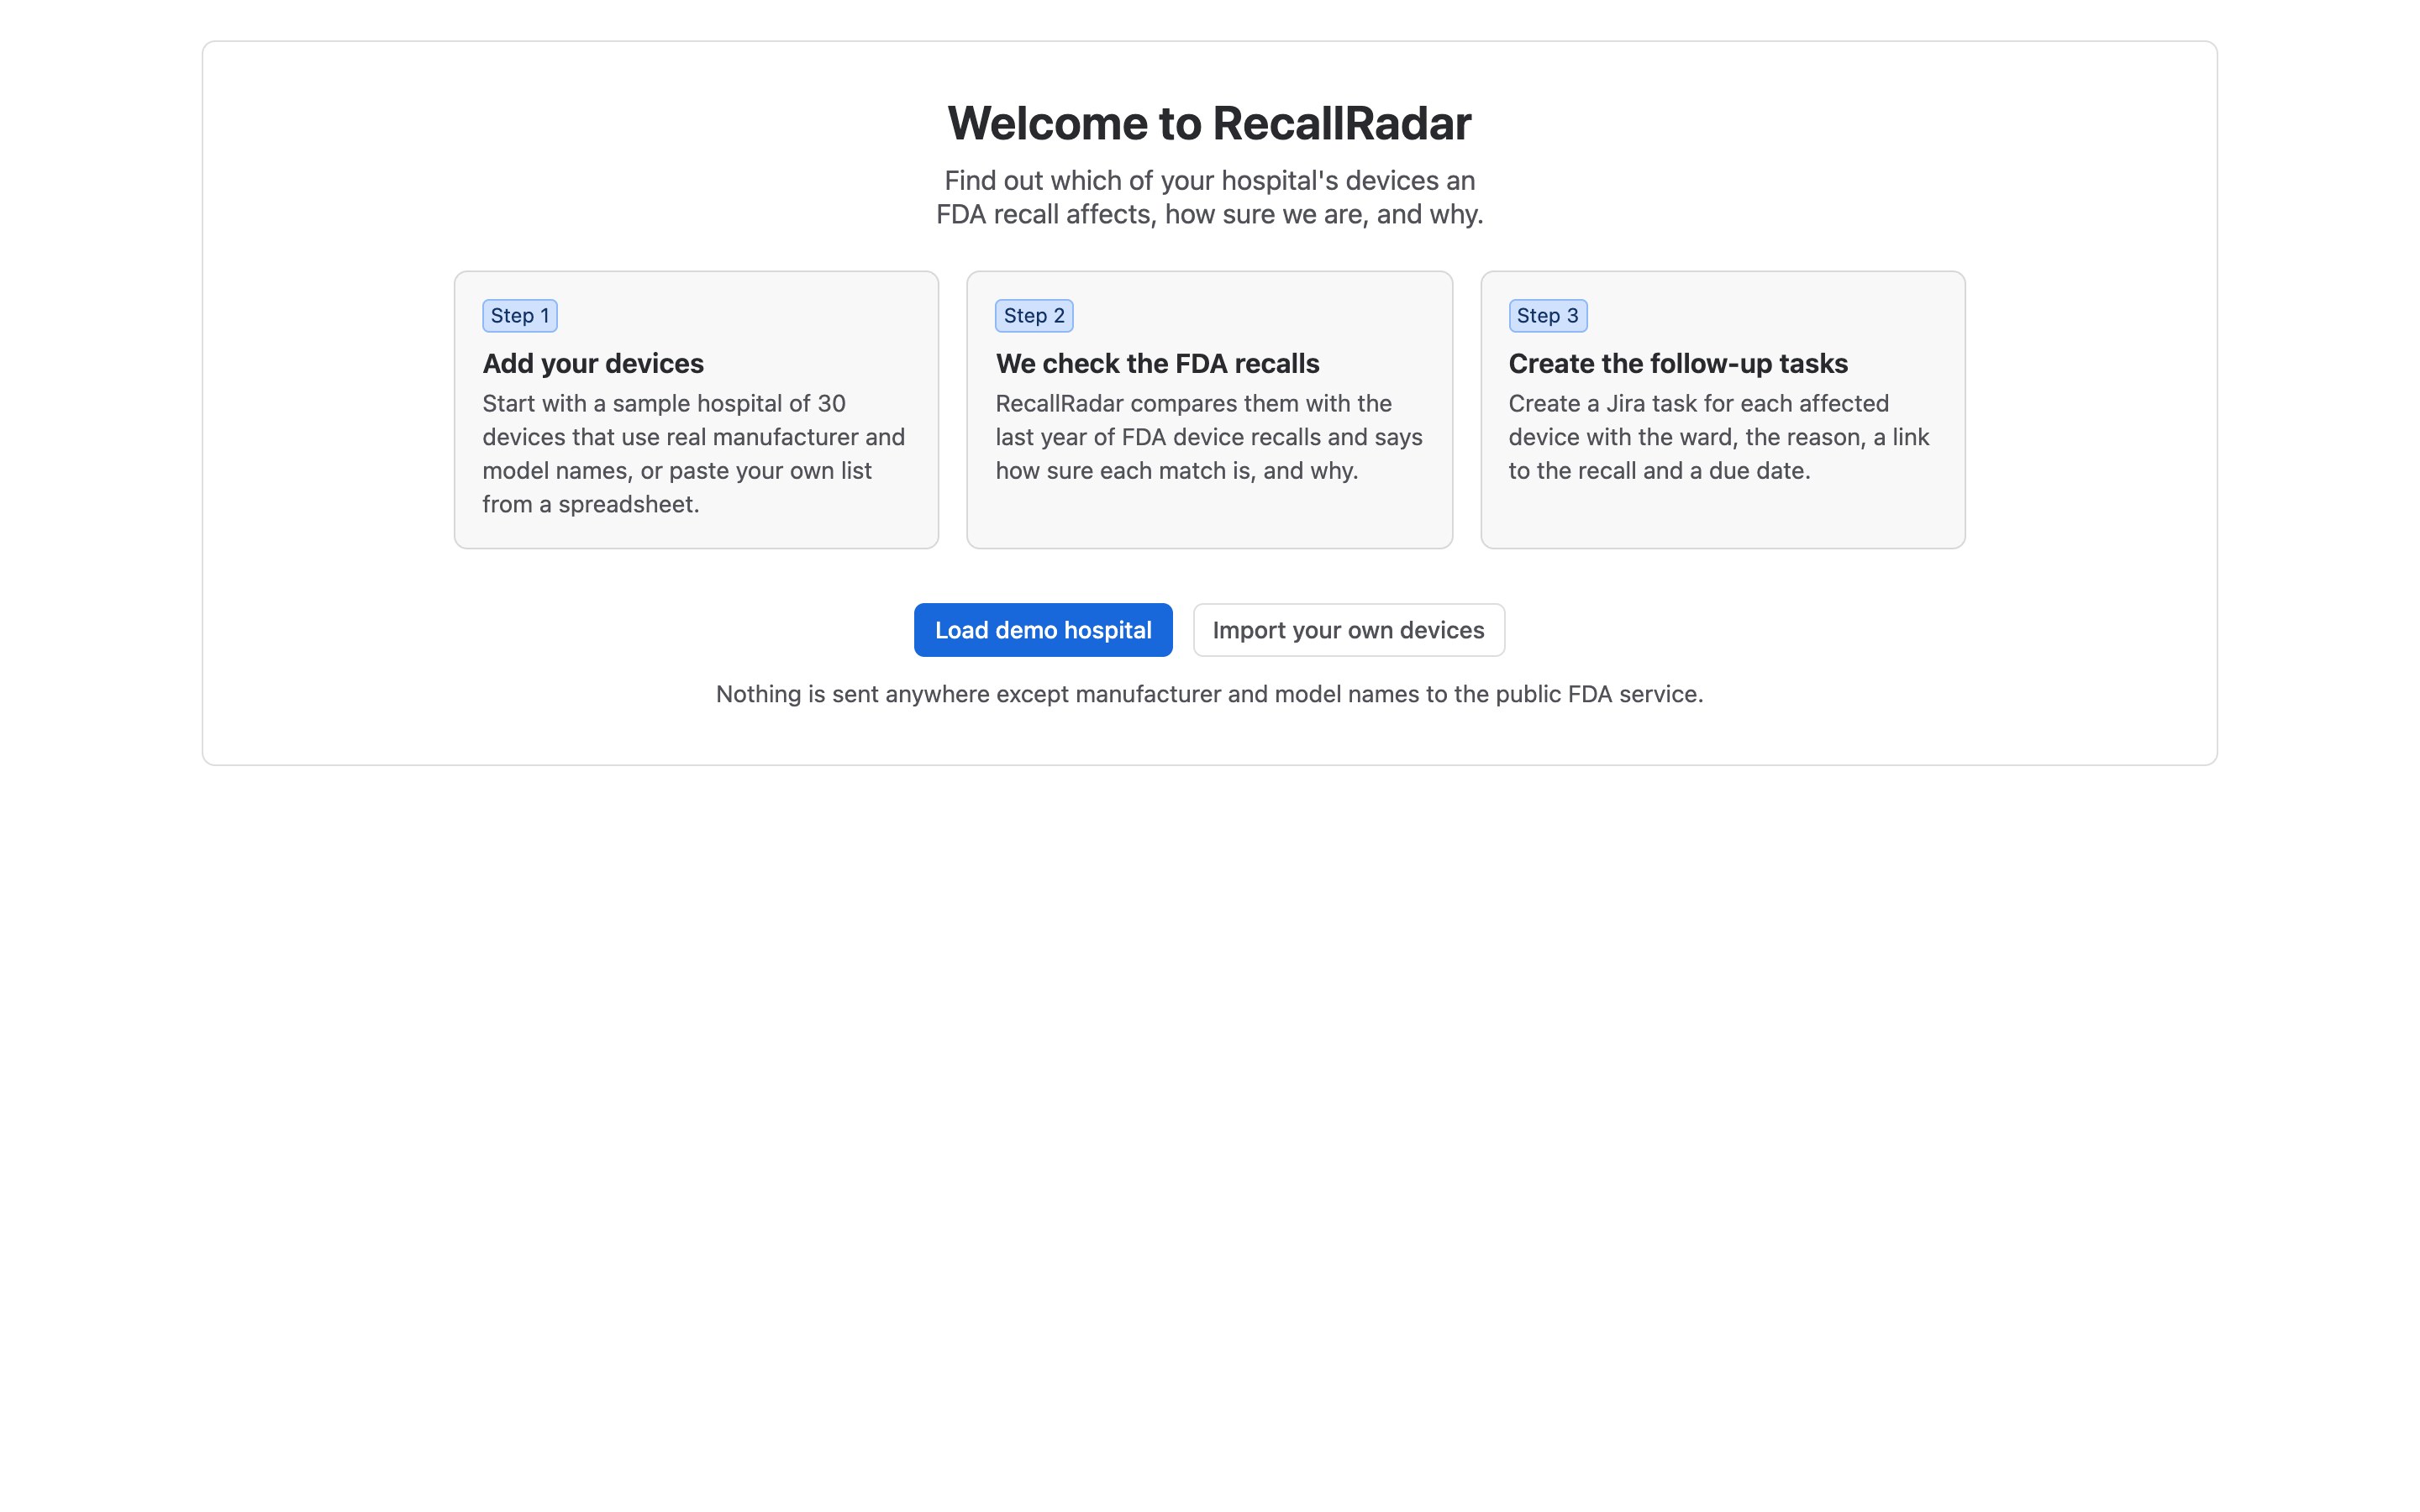 Welcome to RecallRadar
Find out which of your hospital's devices an
FDA recall affects, how sure we are, and why.
Step 1
Add your devices
Start with a sample hospital of 30
devices that use real manufacturer and
model names, or paste your own list
from a spreadsheet.
Step 2
We check the FDA recalls
RecallRadar compares them with the
last year of FDA device recalls and says
how sure each match is, and why.
Step 3
Create the follow-up tasks
Create a Jira task for each affected
device with the ward, the reason, a link
to the recall and a due date.
Load demo hospital
Import your own devices
Nothing is sent anywhere except manufacturer and model names to the public FDA service.